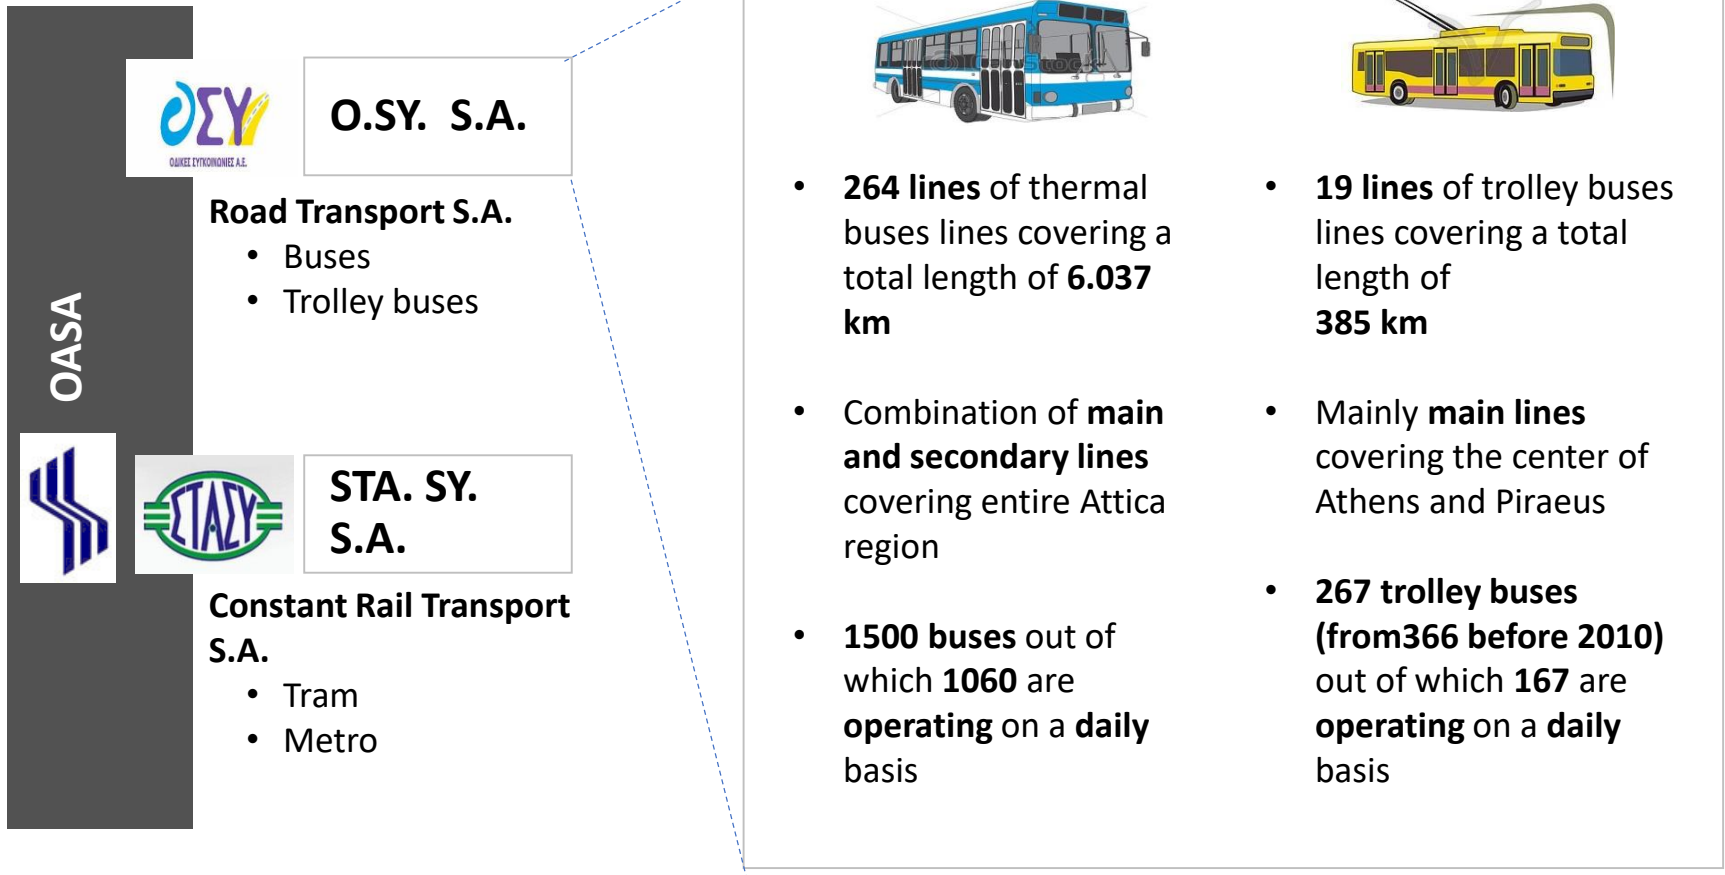 OASA
ΟΣΥ
ΟΔΙΚΕΣ ΣΥΓΚΟΙΝΩΝΙΕΣ Α.Ε.
O.SY. S.A.
Road Transport S.A.
• Buses
• Trolley buses
ΣΤΑΣΥ
STA. SY.
S.A.
Constant Rail Transport
S.A.
• Tram
• Metro
• 264 lines of thermal
buses lines covering a
total length of 6.037
km
• Combination of main
and secondary lines
covering entire Attica
region
• 1500 buses out of
which 1060 are
operating on a daily
basis
• 19 lines of trolley buses
lines covering a total
length of
385 km
• Mainly main lines
covering the center of
Athens and Piraeus
• 267 trolley buses
(from366 before 2010)
out of which 167 are
operating on a daily
basis